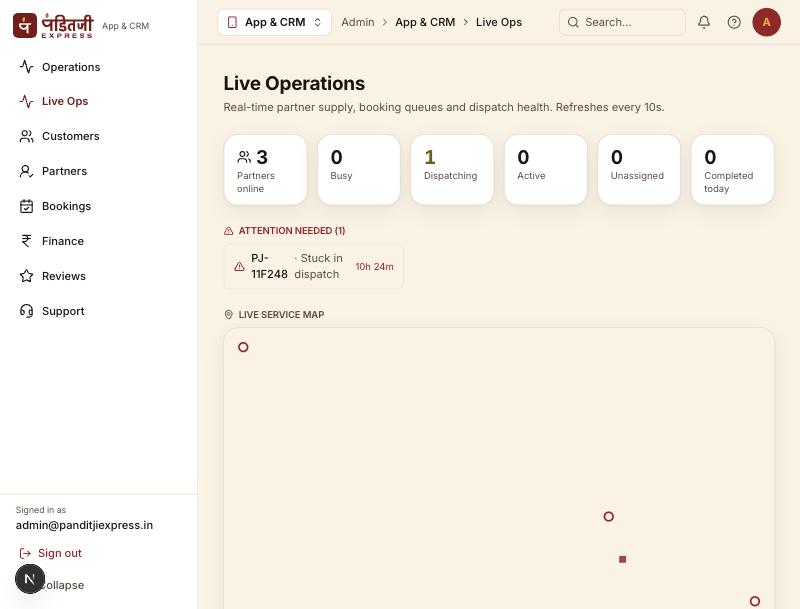 पं पंडितजी EXPRESS App & CRM
App & CRM Admin > App & CRM > Live Ops Search... A
Operations
Live Ops
Customers
Partners
Bookings
Finance
Reviews
Support
Signed in as
admin@panditjiexpress.in
Sign out
N Collapse
Live Operations
Real-time partner supply, booking queues and dispatch health. Refreshes every 10s.
3 Partners online
0 Busy
1 Dispatching
0 Active
0 Unassigned
0 Completed today
ATTENTION NEEDED (1)
PJ-11F248 · Stuck in dispatch 10h 24m
LIVE SERVICE MAP